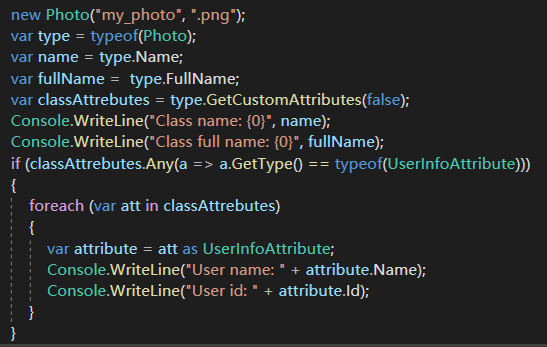 new Photo("my_photo", ".png");
var type = typeof(Photo);
var name = type.Name;
var fullName =  type.FullName;
var classAttrebutes = type.GetCustomAttributes(false);
Console.WriteLine("Class name: {0}", name);
Console.WriteLine("Class full name: {0}", fullName);
if (classAttrebutes.Any(a => a.GetType() == typeof(UserInfoAttribute)))
{
    foreach (var att in classAttrebutes)
    {
        var attribute = att as UserInfoAttribute;
        Console.WriteLine("User name: " + attribute.Name);
        Console.WriteLine("User id: " + attribute.Id);
    }
}